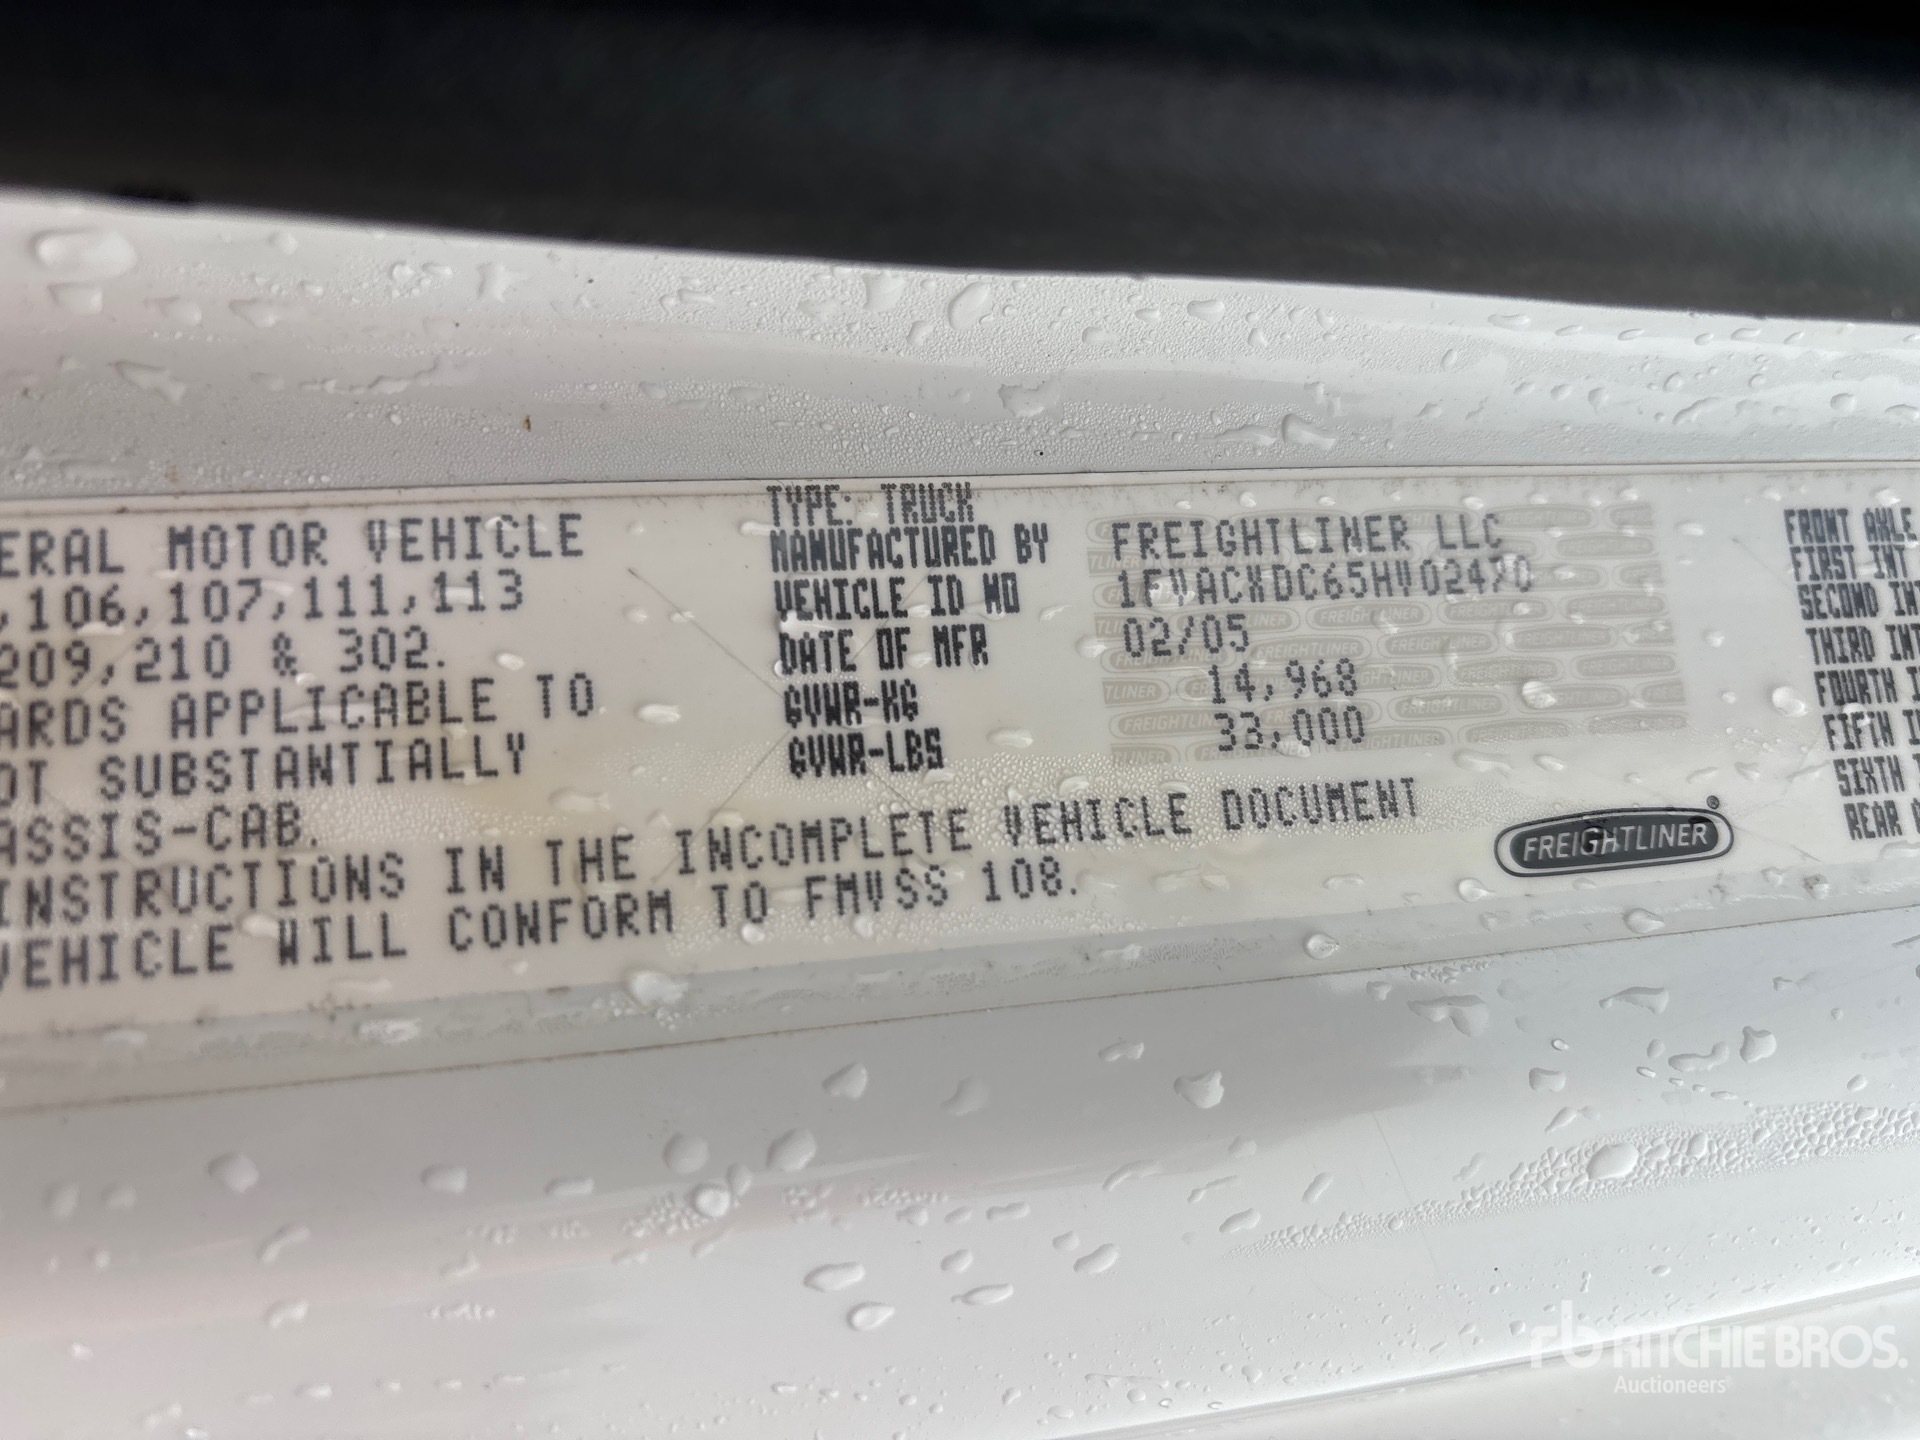 ERAL MOTOR VEHICLE
,106,107,111,113
209,210 & 302.
ARDS APPLICABLE TO
OT SUBSTANTIALLY
ASSIS-CAB.
INSTRUCTIONS IN THE INCOMPLETE VEHICLE DOCUMENT
VEHICLE WILL CONFORM TO FMVSS 108.
TYPE: TRUCK
MANUFACTURED BY FREIGHTLINER LLC
VEHICLE ID NO 1FVACXDC65HV02470
DATE OF MFR 02/05
GVWR-KG 14,968
GVWR-LBS 33,000
FREIGHTLINER®
FRONT AXLE
FIRST INT
SECOND INT
THIRD INT
FOURTH I
FIFTH I
SIXTH I
REAR A
rb RITCHIE BROS.
Auctioneers